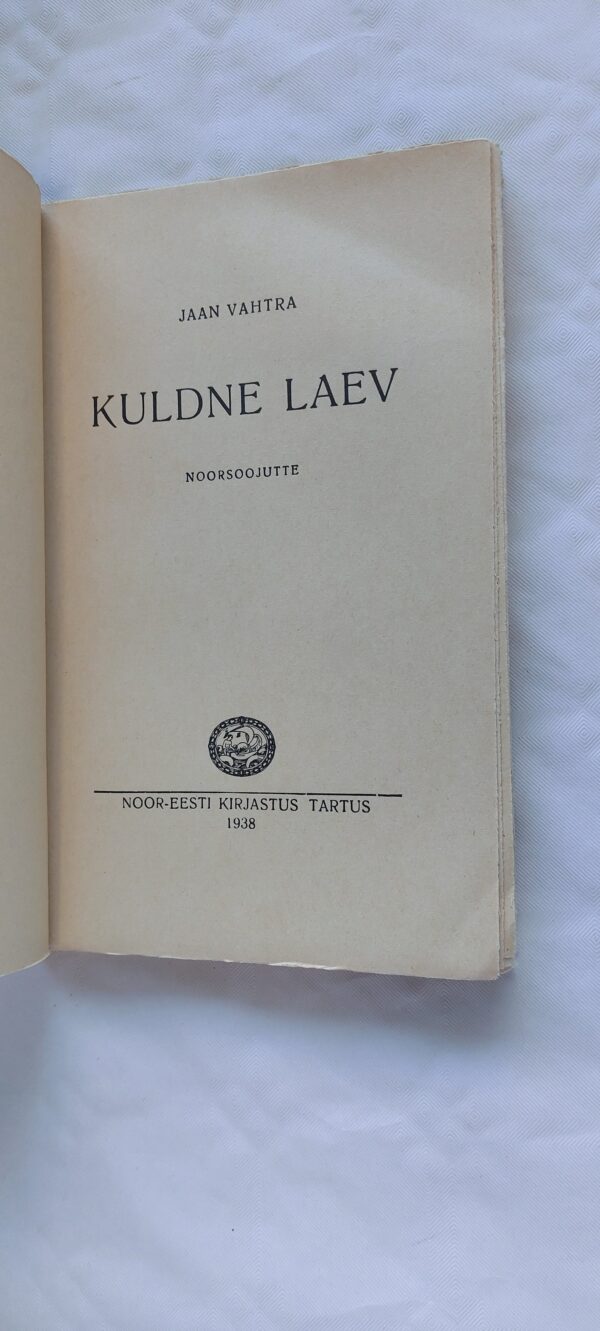 JAAN VAHTRA
KULDNE LAEV
NOORSOOJUTTE
NOOR-EESTI KIRJASTUS TARTUS
1938